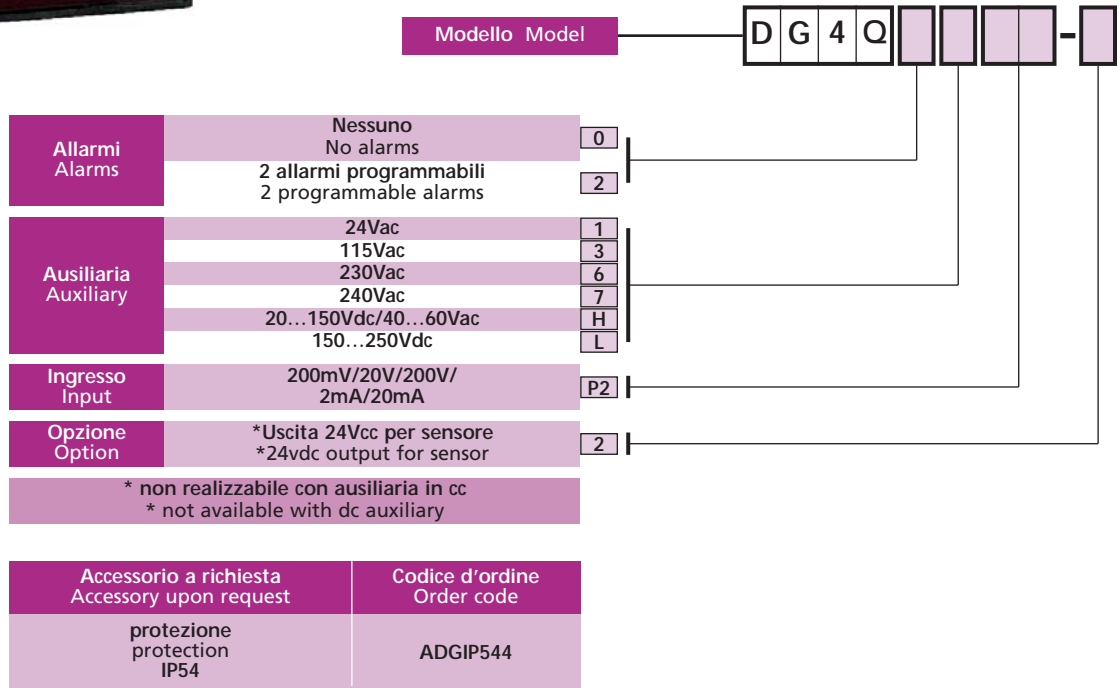 Modello Model
D G 4 Q -
Allarmi
Alarms
Nessuno
No alarms
0
2 allarmi programmabili
2 programmable alarms
2
Ausiliaria
Auxiliary
24Vac
1
115Vac
3
230Vac
6
240Vac
7
20...150Vdc/40...60Vac
H
150...250Vdc
L
Ingresso
Input
200mV/20V/200V/
2mA/20mA
P2
Opzione
Option
*Uscita 24Vcc per sensore
*24vdc output for sensor
2
* non realizzabile con ausiliaria in cc
* not available with dc auxiliary
Accessorio a richiesta
Accessory upon request
Codice d'ordine
Order code
protezione
protection
IP54
ADGIP544